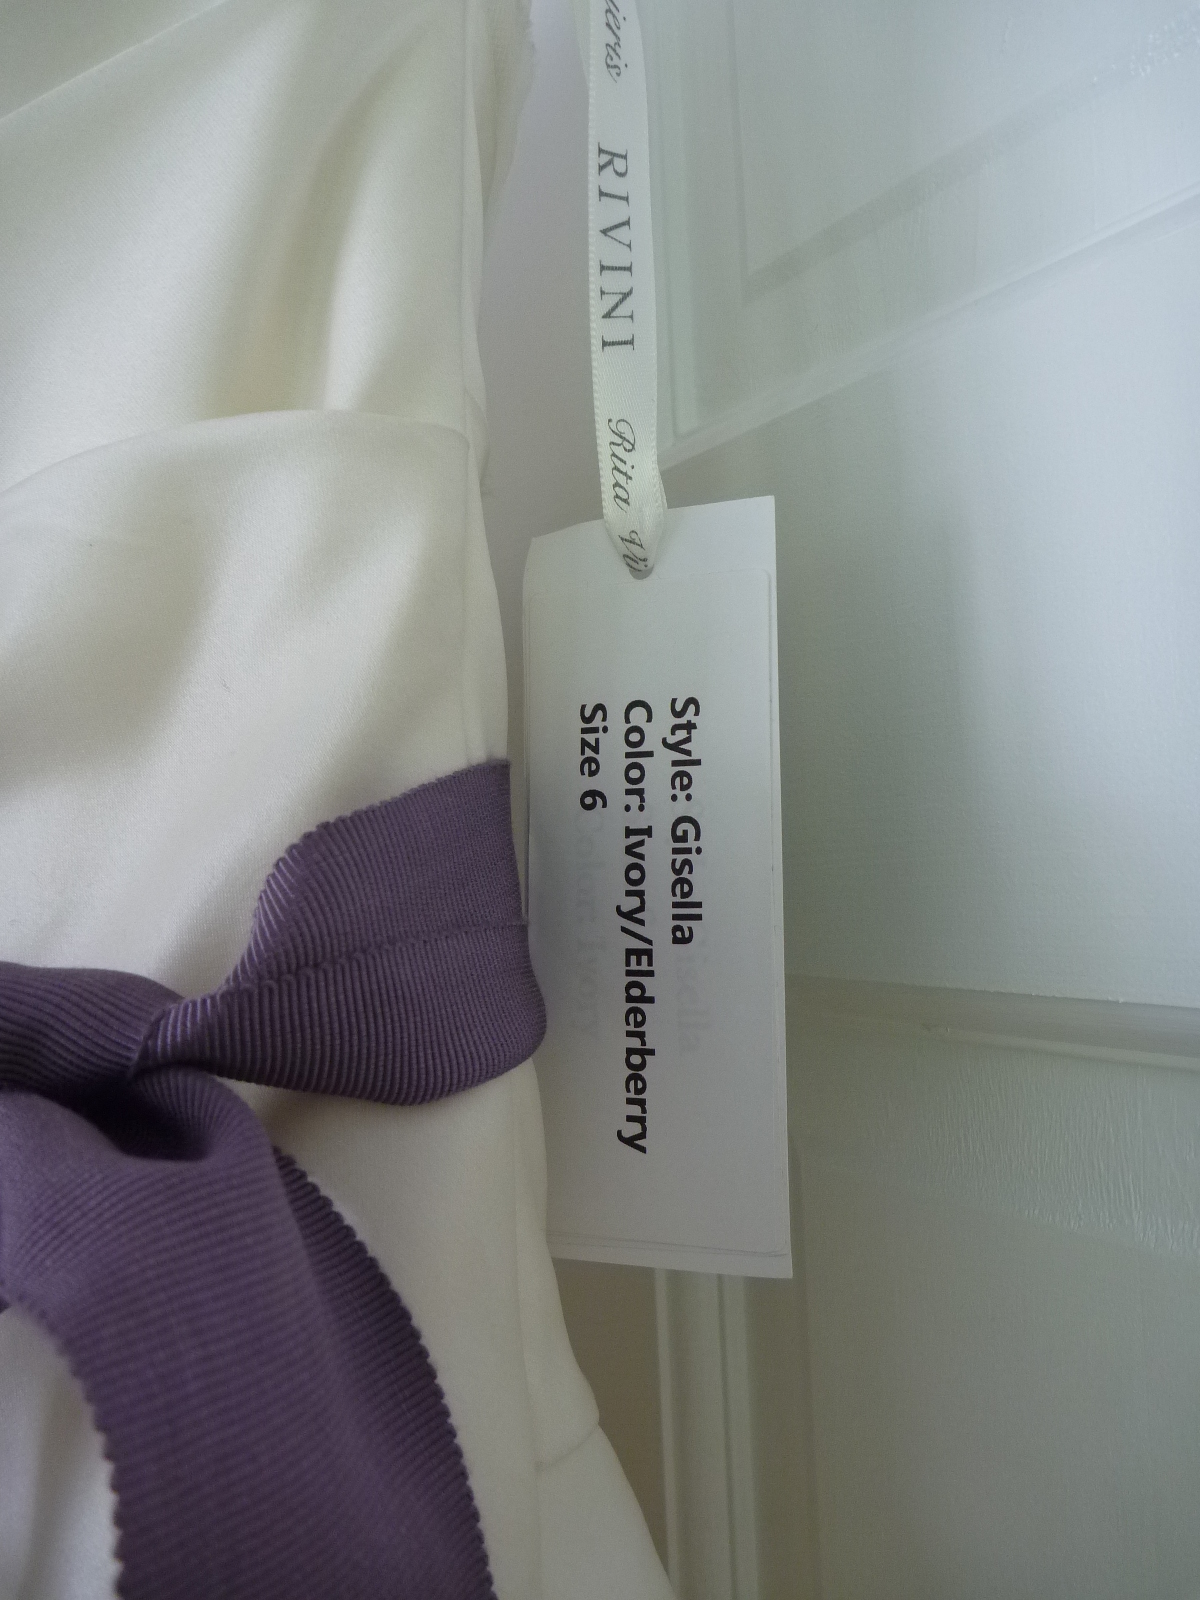 RIVINI Rita
Style: Gisella
Color: Ivory/Elderberry
Size 6